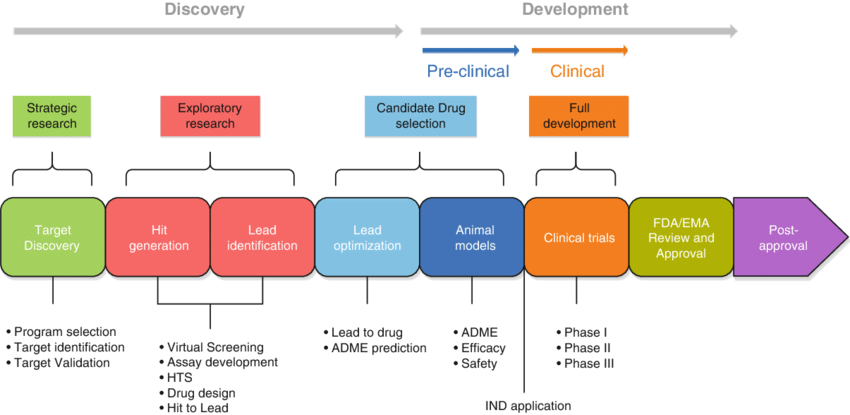 Discovery
Development
Pre-clinical
Clinical
Strategic
research
Exploratory
research
Candidate Drug
selection
Full
development
Target
Discovery
Hit
generation
Lead
identification
Lead
optimization
Animal
models
Clinical trials
FDA/EMA
Review and
Approval
Post-
approval
• Program selection
• Target identification
• Target Validation
• Virtual Screening
• Assay development
• HTS
• Drug design
• Hit to Lead
• Lead to drug
• ADME prediction
• ADME
• Efficacy
• Safety
• Phase I
• Phase II
• Phase III
IND application